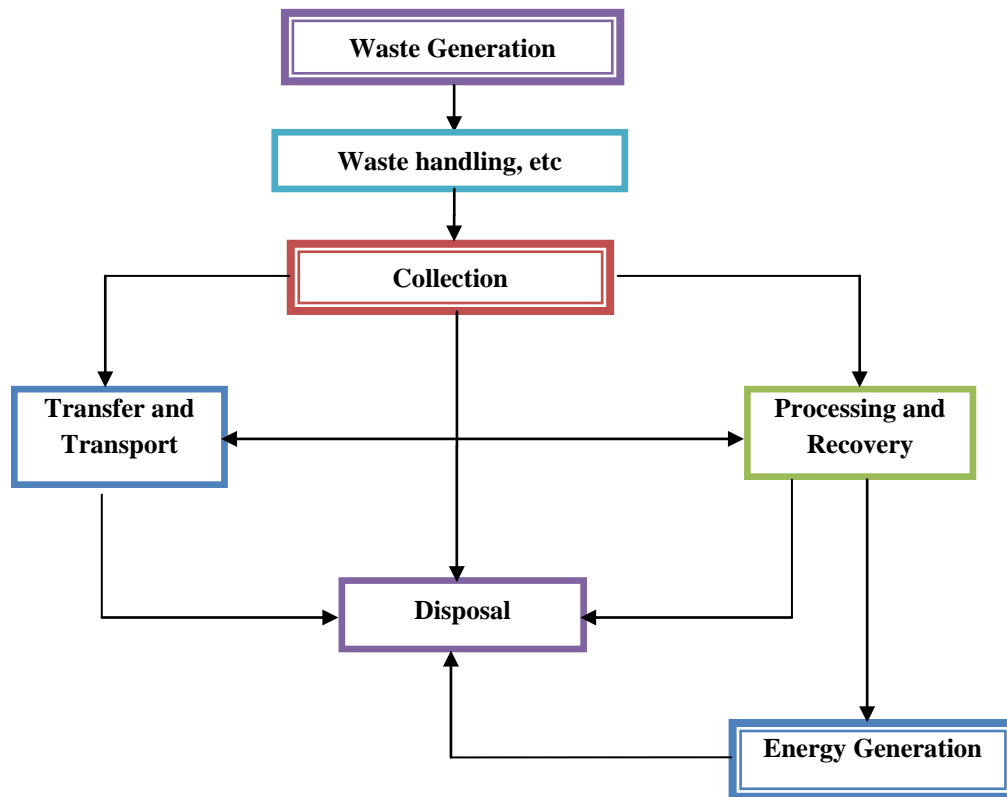 Waste Generation
Waste handling, etc
Collection
Transfer and
Transport
Processing and
Recovery
Disposal
Energy Generation